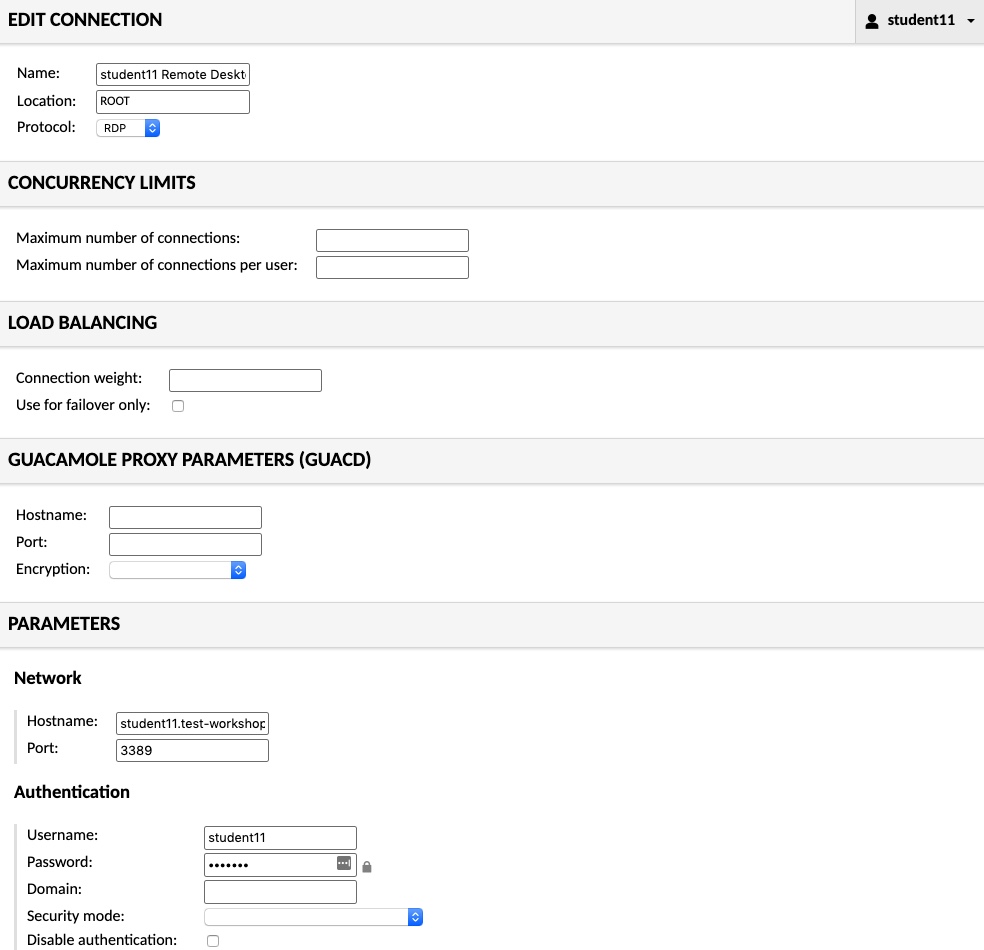 EDIT CONNECTION
student11
Name: student11 Remote Deskt
Location: ROOT
Protocol: RDP
CONCURRENCY LIMITS
Maximum number of connections:
Maximum number of connections per user:
LOAD BALANCING
Connection weight:
Use for failover only:
GUACAMOLE PROXY PARAMETERS (GUACD)
Hostname:
Port:
Encryption:
PARAMETERS
Network
Hostname: student11.test-workshop
Port: 3389
Authentication
Username: student11
Password: •••••••
Domain:
Security mode:
Disable authentication: